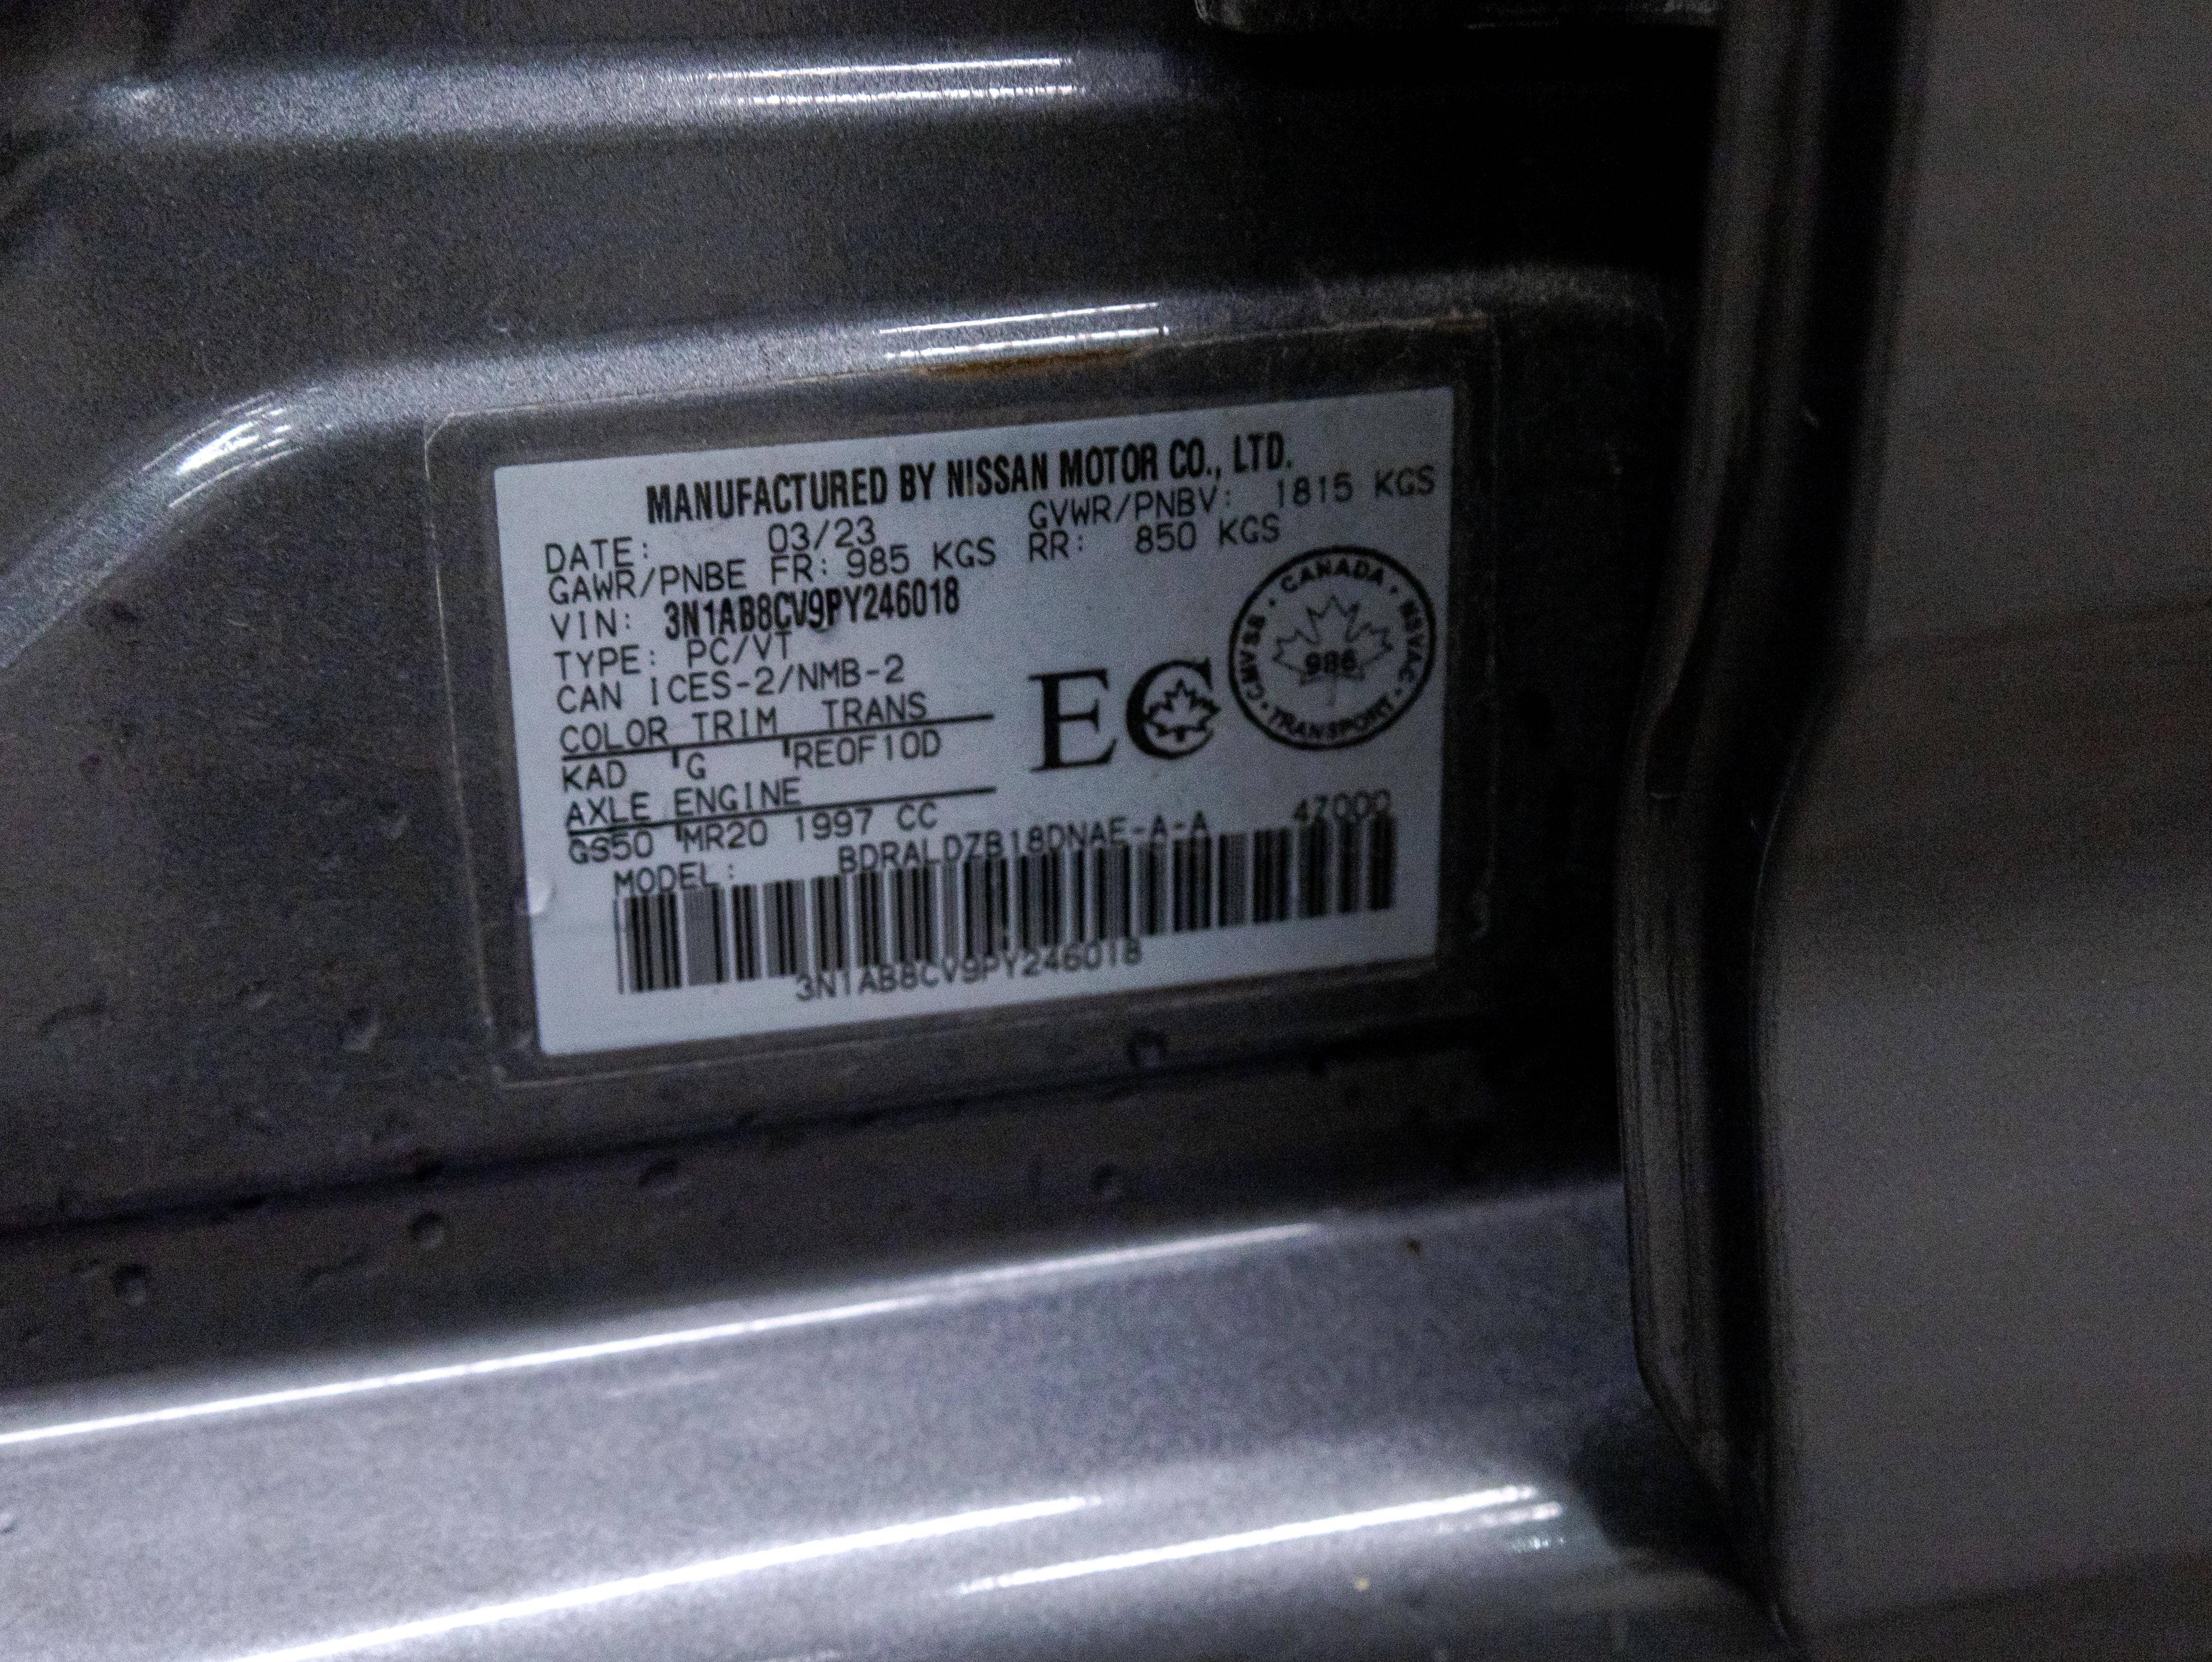 MANUFACTURED BY NISSAN MOTOR CO., LTD.
DATE: 03/23 GVWR/PNBV: 1815 KGS
GAWR/PNBE FR: 985 KGS RR: 850 KGS
VIN: 3N1AB8CV9PY246018
TYPE: PC/VT
CAN ICES-2/NMB-2
COLOR TRIM TRANS
KAD G RE0F10D
AXLE ENGINE
GS50 MR20 1997 CC
MODEL: BDRALDZB18DNAE-A-A 4Z000
3N1AB8CV9PY246018
EC
CANADA · NSVAC · TRANSPORT · CMVSS ·
986